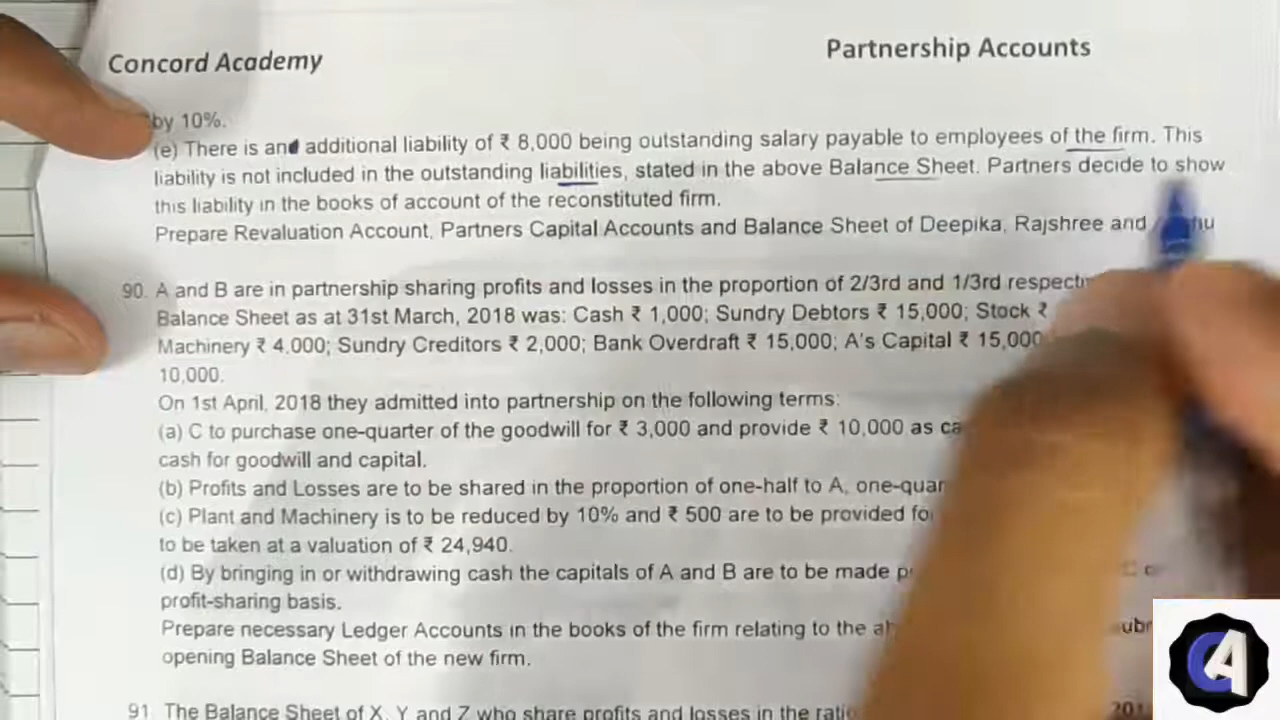 Concord Academy
Partnership Accounts
by 10%.
(e) There is and additional liability of ₹ 8,000 being outstanding salary payable to employees of the firm. This
liability is not included in the outstanding liabilities, stated in the above Balance Sheet. Partners decide to show
this liability in the books of account of the reconstituted firm.
Prepare Revaluation Account, Partners Capital Accounts and Balance Sheet of Deepika, Rajshree and
90. A and B are in partnership sharing profits and losses in the proportion of 2/3rd and 1/3rd
Balance Sheet as at 31st March, 2018 was: Cash ₹ 1,000; Sundry Debtors ₹ 15,000; Stock ₹
Machinery ₹ 4,000; Sundry Creditors ₹ 2,000; Bank Overdraft ₹ 15,000; A's Capital ₹ 15,000
10,000.
On 1st April, 2018 they admitted into partnership on the following terms:
(a) C to purchase one-quarter of the goodwill for ₹ 3,000 and provide ₹ 10,000 as
cash for goodwill and capital.
(b) Profits and Losses are to be shared in the proportion of one-half to A,
(c) Plant and Machinery is to be reduced by 10% and ₹ 500 are to be provided
to be taken at a valuation of ₹ 24,940.
(d) By bringing in or withdrawing cash the capitals of A and B are to be made
profit-sharing basis.
Prepare necessary Ledger Accounts in the books of the firm relating to the
opening Balance Sheet of the new firm.
91. The Balance Sheet of X, Y and Z who share profits and losses in the
CA